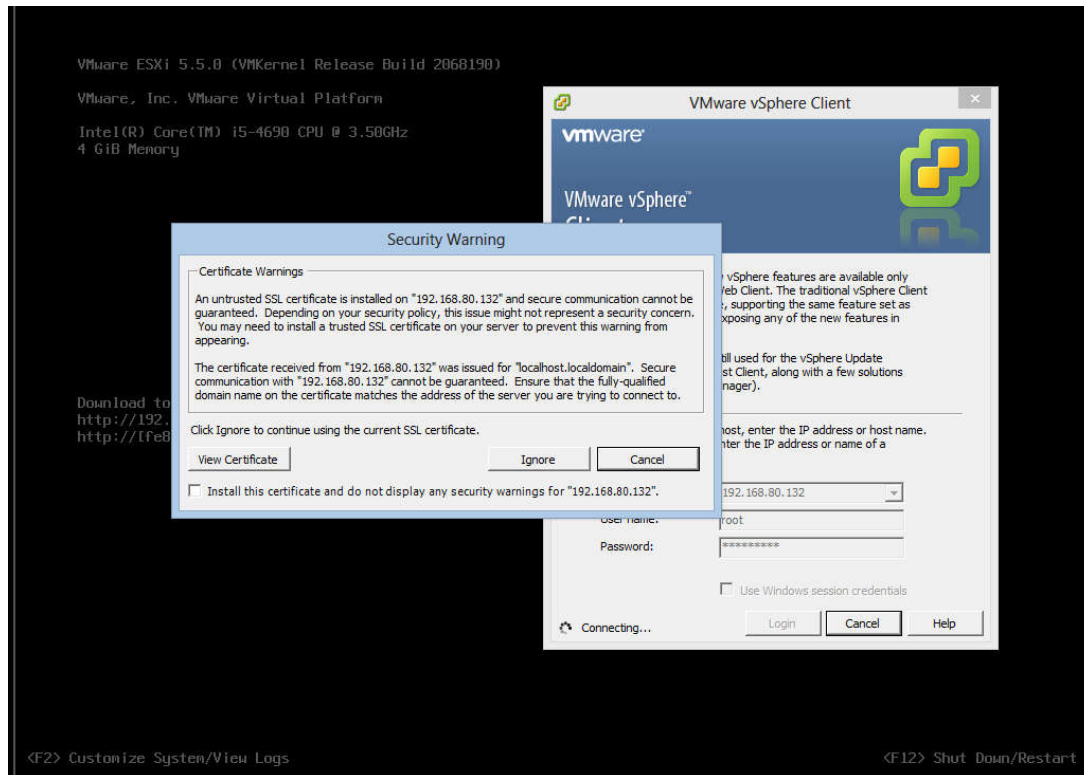 VMware ESXi 5.5.0 (VMKernel Release Build 2068190)
VMware, Inc. VMware Virtual Platform
Intel(R) Core(TM) i5-4690 CPU @ 3.50GHz
4 GiB Memory
Download to
http://192.
http://[fe8
<F2> Customize System/View Logs
<F12> Shut Down/Restart
VMware vSphere Client
vmware
VMware vSphere™
vSphere features are available only
Web Client. The traditional vSphere Client
, supporting the same feature set as
exposing any of the new features in
still used for the vSphere Update
st Client, along with a few solutions
nager).
host, enter the IP address or host name.
nter the IP address or name of a
192.168.80.132
User name:
root
Password:
*********
Use Windows session credentials
Connecting...
Login
Cancel
Help
Security Warning
Certificate Warnings
An untrusted SSL certificate is installed on "192.168.80.132" and secure communication cannot be
guaranteed. Depending on your security policy, this issue might not represent a security concern.
You may need to install a trusted SSL certificate on your server to prevent this warning from
appearing.
The certificate received from "192.168.80.132" was issued for "localhost.localdomain". Secure
communication with "192.168.80.132" cannot be guaranteed. Ensure that the fully-qualified
domain name on the certificate matches the address of the server you are trying to connect to.
Click Ignore to continue using the current SSL certificate.
View Certificate
Ignore
Cancel
Install this certificate and do not display any security warnings for "192.168.80.132".